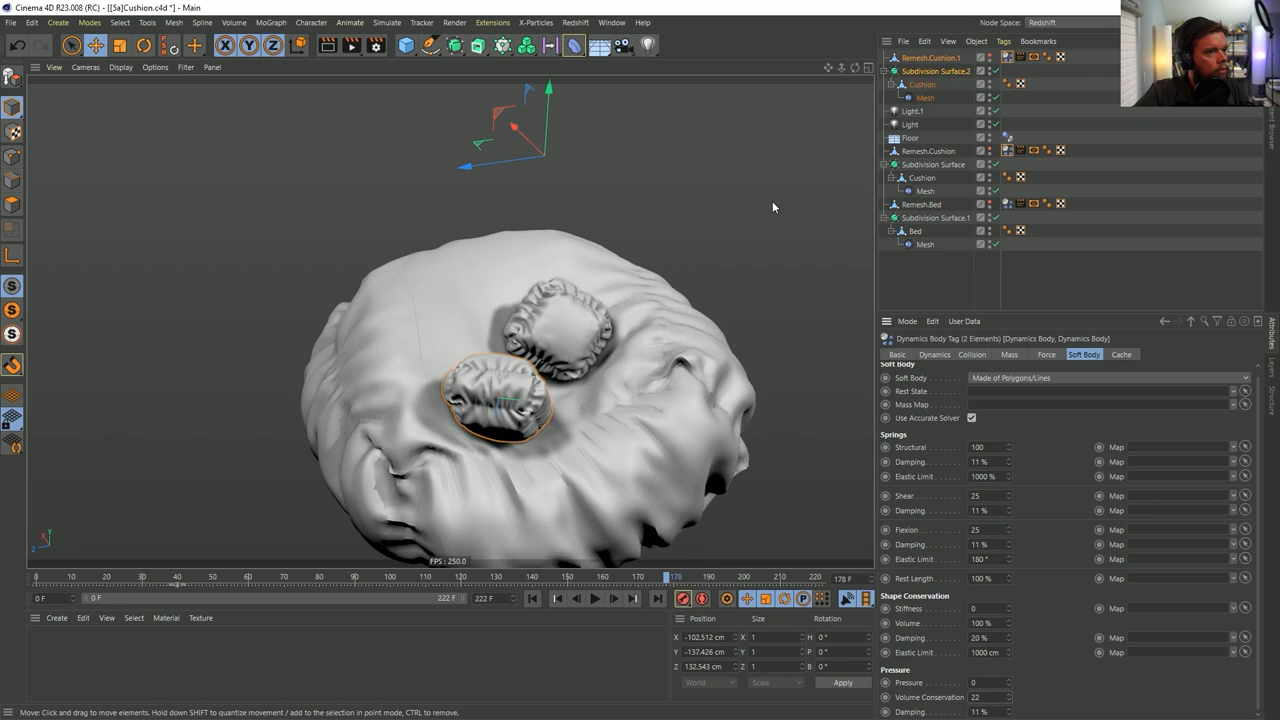 Cinema 4D R23.008 (RC) - [[5a]Cushion.c4d *] - Main
File Edit Create Modes Select Tools Mesh Spline Volume MoGraph Character Animate Simulate Tracker Render Extensions X-Particles Redshift Window Help Node Space: Redshift
X Y Z
View Cameras Display Options Filter Panel
File Edit View Object Tags Bookmarks
Remesh.Cushion.1
Subdivision Surface.2
Cushion
Mesh
Light.1
Light
Floor
Remesh.Cushion
Subdivision Surface
Cushion
Mesh
Remesh.Bed
Subdivision Surface.1
Bed
Mesh
Content Browser
Mode Edit User Data
Dynamics Body Tag (2 Elements) [Dynamics Body, Dynamics Body]
Basic Dynamics Collision Mass Force Soft Body Cache
Soft Body
Soft Body Made of Polygons/Lines
Rest State
Mass Map
Use Accurate Solver
Springs
Structural 100 Map
Damping 11 % Map
Elastic Limit 1000 % Map
Shear 25 Map
Damping 11 % Map
Flexion 25 Map
Damping 11 % Map
Elastic Limit 180 ° Map
Rest Length 100 % Map
Shape Conservation
Stiffness 0 Map
Volume 100 %
Damping 20 % Map
Elastic Limit 1000 cm Map
Pressure
Pressure 0
Volume Conservation 22
Damping 11 %
Attributes
Layers
Structure
FPS : 250.0
0 10 20 30 40 50 60 70 80 90 100 110 120 130 140 150 160 170 178 190 200 210 220 178 F
0 F 0 F 222 F 222 F
Create Edit View Select Material Texture
Position Size Rotation
X -102.512 cm X 1 H 0 °
Y -137.426 cm Y 1 P 0 °
Z 132.543 cm Z 1 B 0 °
World Scale Apply
Move: Click and drag to move elements. Hold down SHIFT to quantize movement / add to the selection in point mode, CTRL to remove.